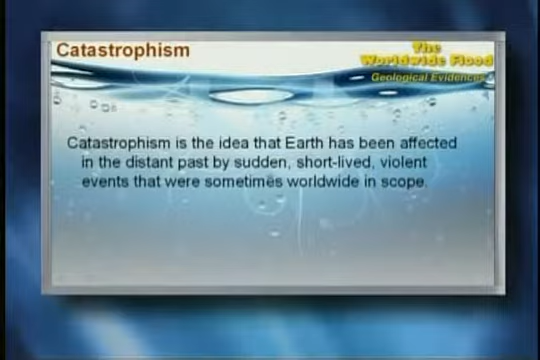 Catastrophism
The
Worldwide Flood
Geological Evidences
Catastrophism is the idea that Earth has been affected
in the distant past by sudden, short-lived, violent
events that were sometimes worldwide in scope.